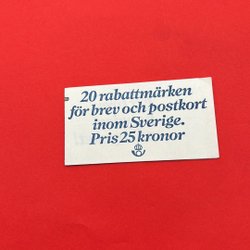 20 rabattmärken
för brev och postkort
inom Sverige.
Pris 25 kronor